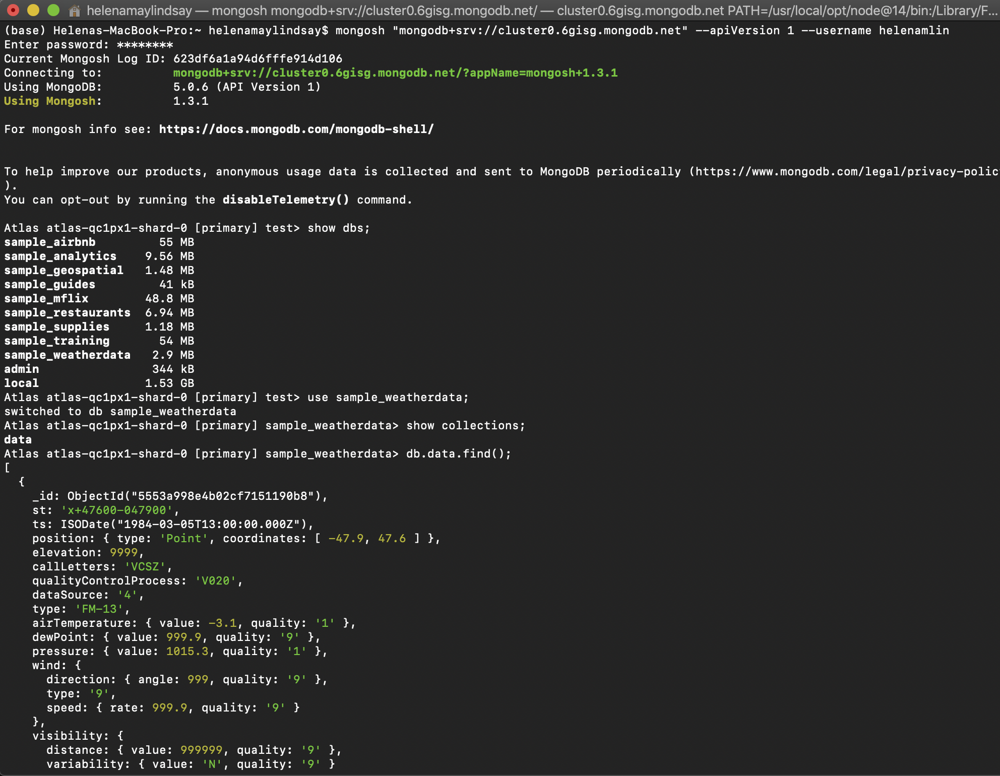 helenamaylindsay — mongosh mongodb+srv://cluster0.6gisg.mongodb.net/ — cluster0.6gisg.mongodb.net PATH=/usr/local/opt/node@14/bin:/Library/F...
(base) Helenas-MacBook-Pro:~ helenamaylindsay$ mongosh "mongodb+srv://cluster0.6gisg.mongodb.net" --apiVersion 1 --username helenamlin
Enter password: ********
Current Mongosh Log ID: 623df6a1a94d6fffe914d106
Connecting to:          mongodb+srv://cluster0.6gisg.mongodb.net/?appName=mongosh+1.3.1
Using MongoDB:          5.0.6 (API Version 1)
Using Mongosh:          1.3.1
For mongosh info see: https://docs.mongodb.com/mongodb-shell/
To help improve our products, anonymous usage data is collected and sent to MongoDB periodically (https://www.mongodb.com/legal/privacy-polic
).
You can opt-out by running the disableTelemetry() command.
Atlas atlas-qc1px1-shard-0 [primary] test> show dbs;
sample_airbnb         55 MB
sample_analytics    9.56 MB
sample_geospatial   1.48 MB
sample_guides         41 kB
sample_mflix        48.8 MB
sample_restaurants  6.94 MB
sample_supplies     1.18 MB
sample_training       54 MB
sample_weatherdata   2.9 MB
admin                344 kB
local               1.53 GB
Atlas atlas-qc1px1-shard-0 [primary] test> use sample_weatherdata;
switched to db sample_weatherdata
Atlas atlas-qc1px1-shard-0 [primary] sample_weatherdata> show collections;
data
Atlas atlas-qc1px1-shard-0 [primary] sample_weatherdata> db.data.find();
[
  {
    _id: ObjectId("5553a998e4b02cf7151190b8"),
    st: 'x+47600-047900',
    ts: ISODate("1984-03-05T13:00:00.000Z"),
    position: { type: 'Point', coordinates: [ -47.9, 47.6 ] },
    elevation: 9999,
    callLetters: 'VCSZ',
    qualityControlProcess: 'V020',
    dataSource: '4',
    type: 'FM-13',
    airTemperature: { value: -3.1, quality: '1' },
    dewPoint: { value: 999.9, quality: '9' },
    pressure: { value: 1015.3, quality: '1' },
    wind: {
      direction: { angle: 999, quality: '9' },
      type: '9',
      speed: { rate: 999.9, quality: '9' }
    },
    visibility: {
      distance: { value: 999999, quality: '9' },
      variability: { value: 'N', quality: '9' }